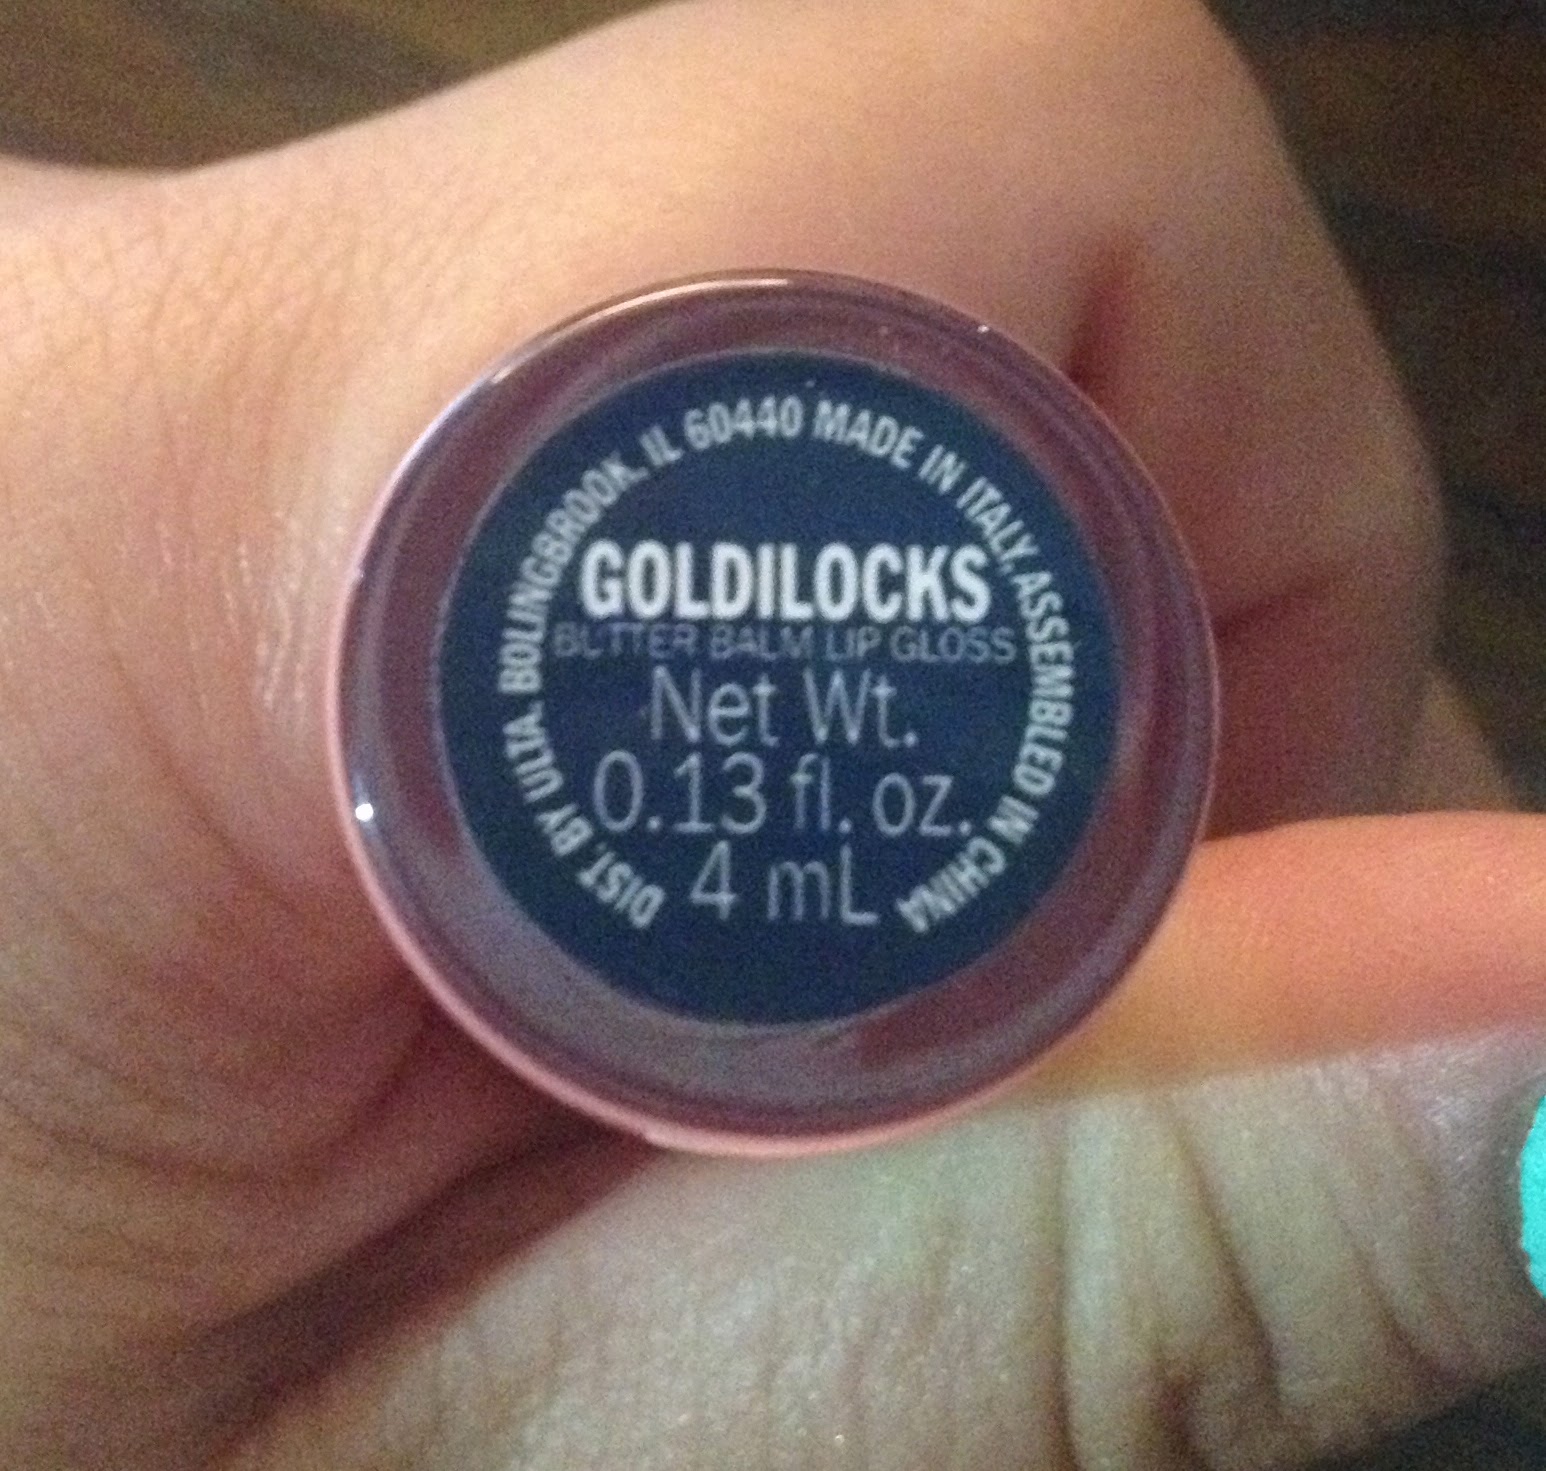 DIST. BY ULTA. BOLINGSBROOK, IL 60440 MADE IN ITALY, ASSEMBLED IN CHINA
GOLDILOCKS
BUTTER BALM LIP GLOSS
Net Wt.
0.13 fl. oz.
4 mL